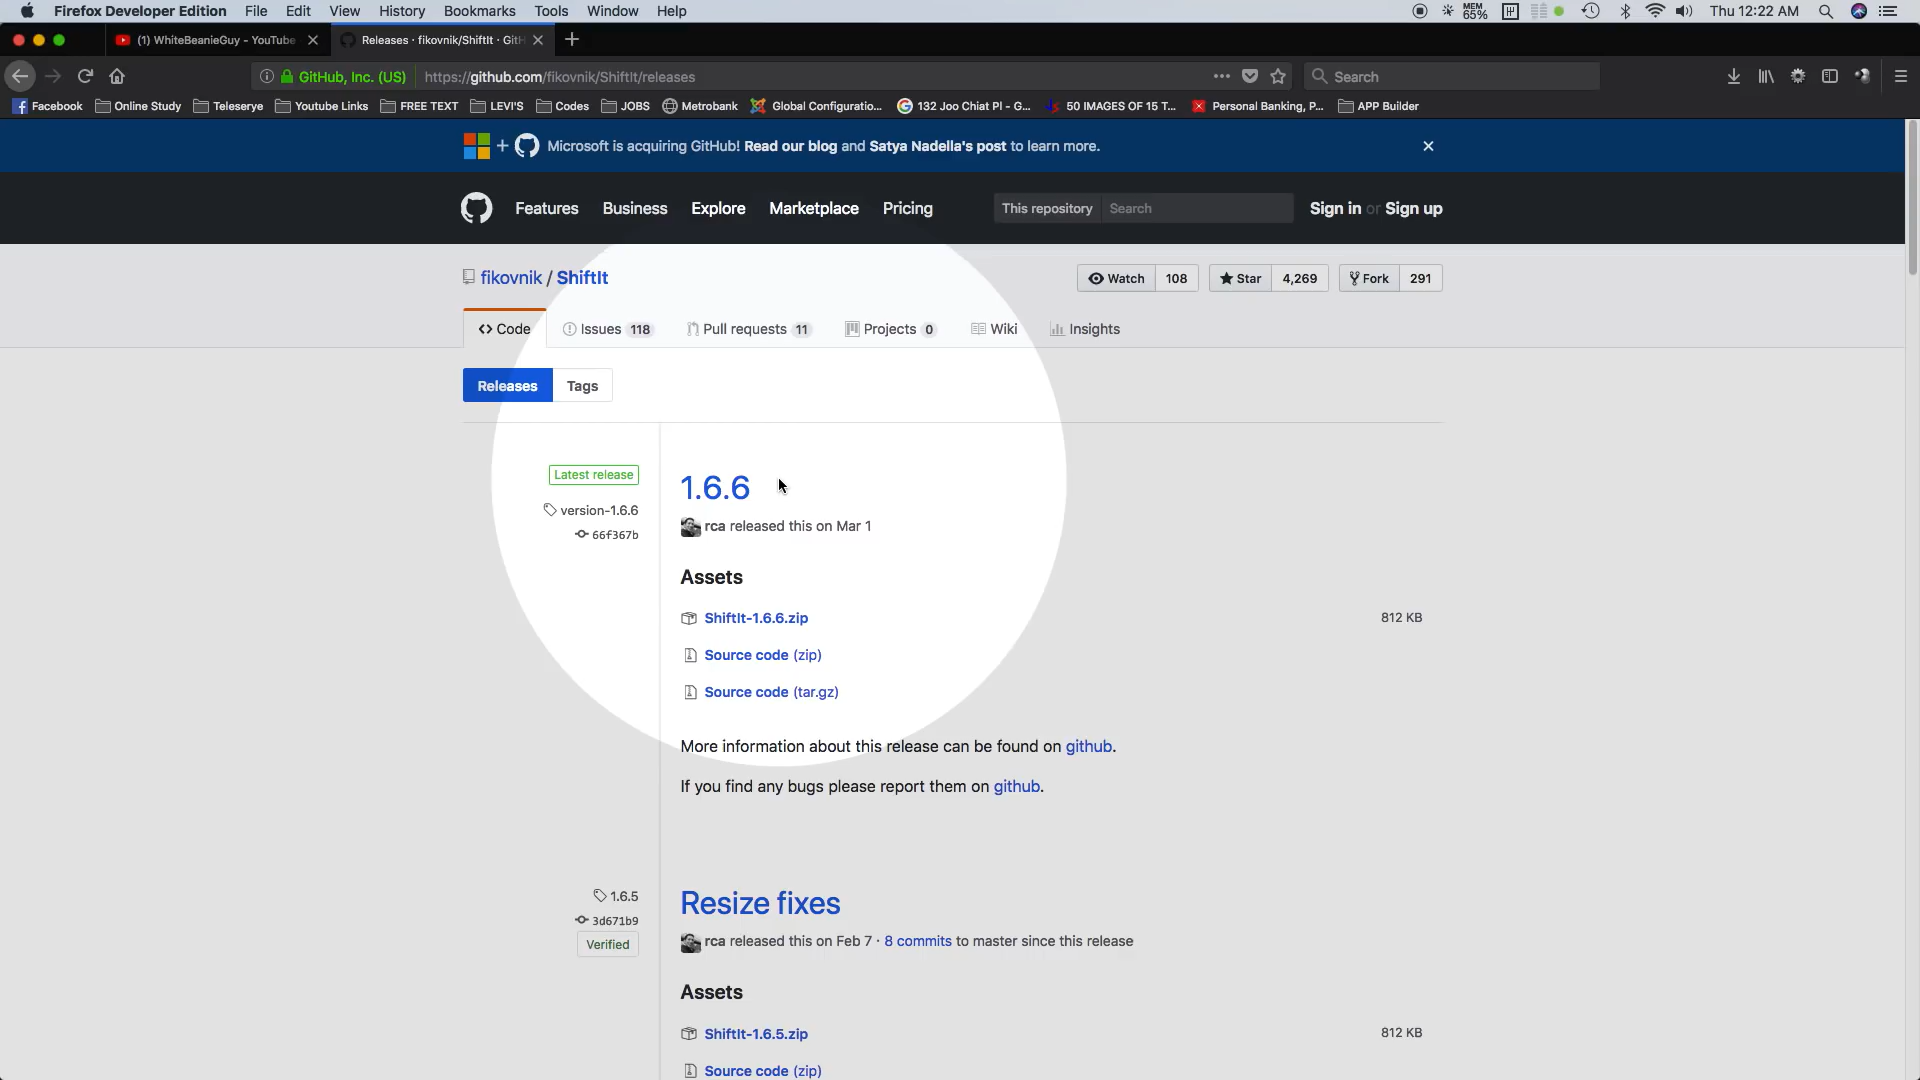 Firefox Developer Edition File Edit View History Bookmarks Tools Window Help MEM 65% Thu 12:22 AM
(1) WhiteBeanieGuy - YouTube Releases · fikovnik/ShiftIt · GitH
GitHub, Inc. (US) https://github.com/fikovnik/ShiftIt/releases Search
Facebook Online Study Teleserye Youtube Links FREE TEXT LEVI'S Codes JOBS Metrobank Global Configuratio... 132 Joo Chiat Pl - G... 50 IMAGES OF 15 T... Personal Banking, P... APP Builder
+ Microsoft is acquiring GitHub! Read our blog and Satya Nadella's post to learn more.
Features Business Explore Marketplace Pricing This repository Search Sign in or Sign up
fikovnik / ShiftIt Watch 108 Star 4,269 Fork 291
Code Issues 118 Pull requests 11 Projects 0 Wiki Insights
Releases Tags
Latest release
1.6.6
version-1.6.6
66f367b
rca released this on Mar 1
Assets
ShiftIt-1.6.6.zip 812 KB
Source code (zip)
Source code (tar.gz)
More information about this release can be found on github.
If you find any bugs please report them on github.
1.6.5
Resize fixes
3d671b9
Verified
rca released this on Feb 7 · 8 commits to master since this release
Assets
ShiftIt-1.6.5.zip 812 KB
Source code (zip)